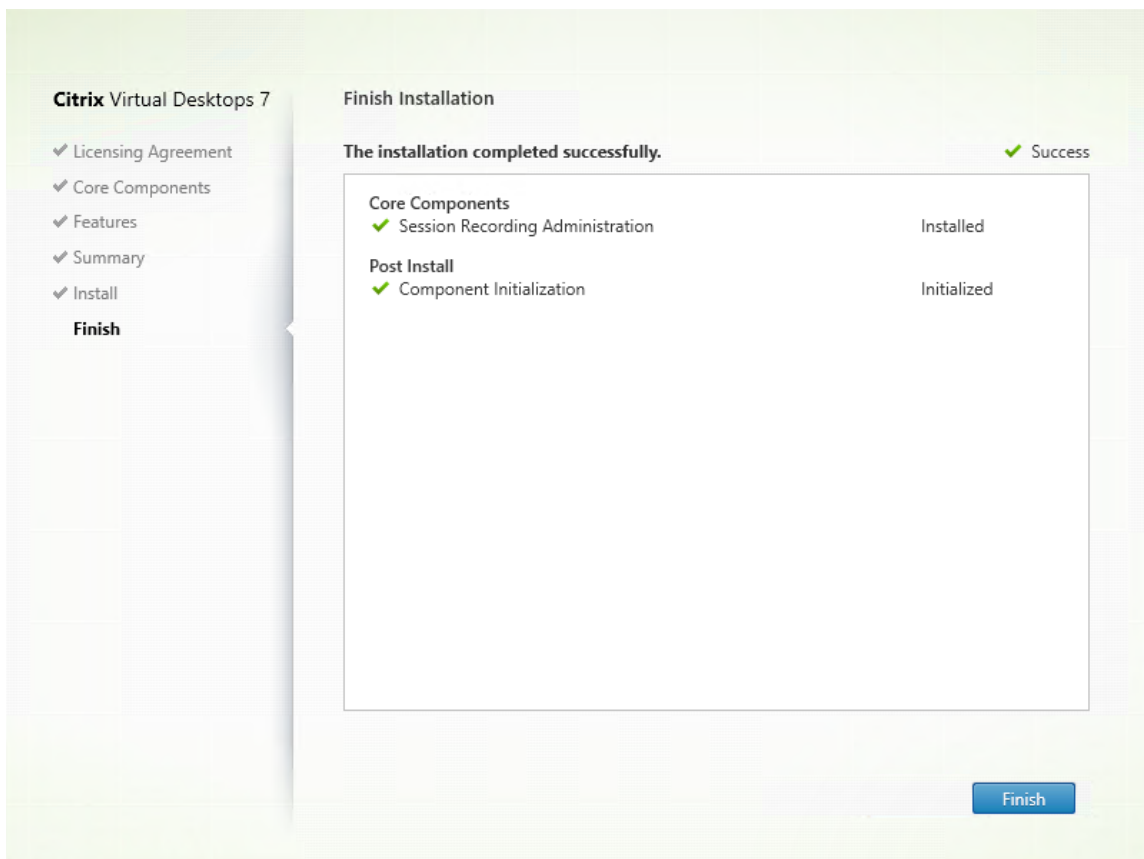 Citrix Virtual Desktops 7
Licensing Agreement
Core Components
Features
Summary
Install
Finish
Finish Installation
The installation completed successfully.
Success
Core Components
Session Recording Administration Installed
Post Install
Component Initialization Initialized
Finish